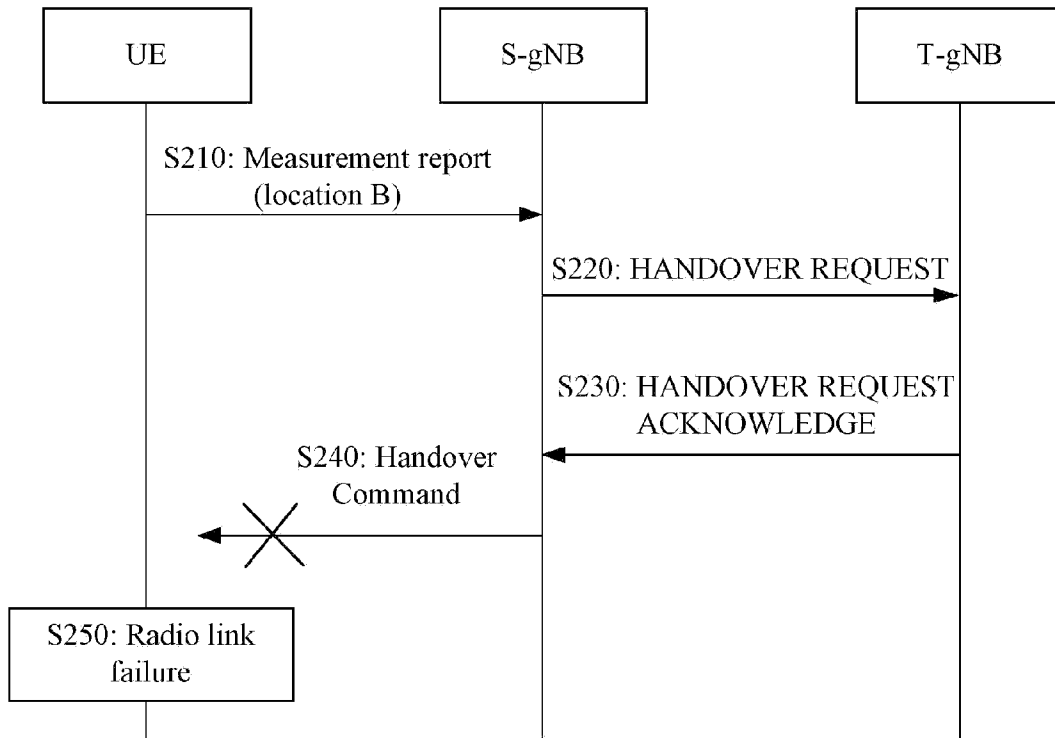 UE
S-gNB
T-gNB
S210: Measurement report
(location B)
S220: HANDOVER REQUEST
S230: HANDOVER REQUEST
ACKNOWLEDGE
S240: Handover
Command
S250: Radio link
failure